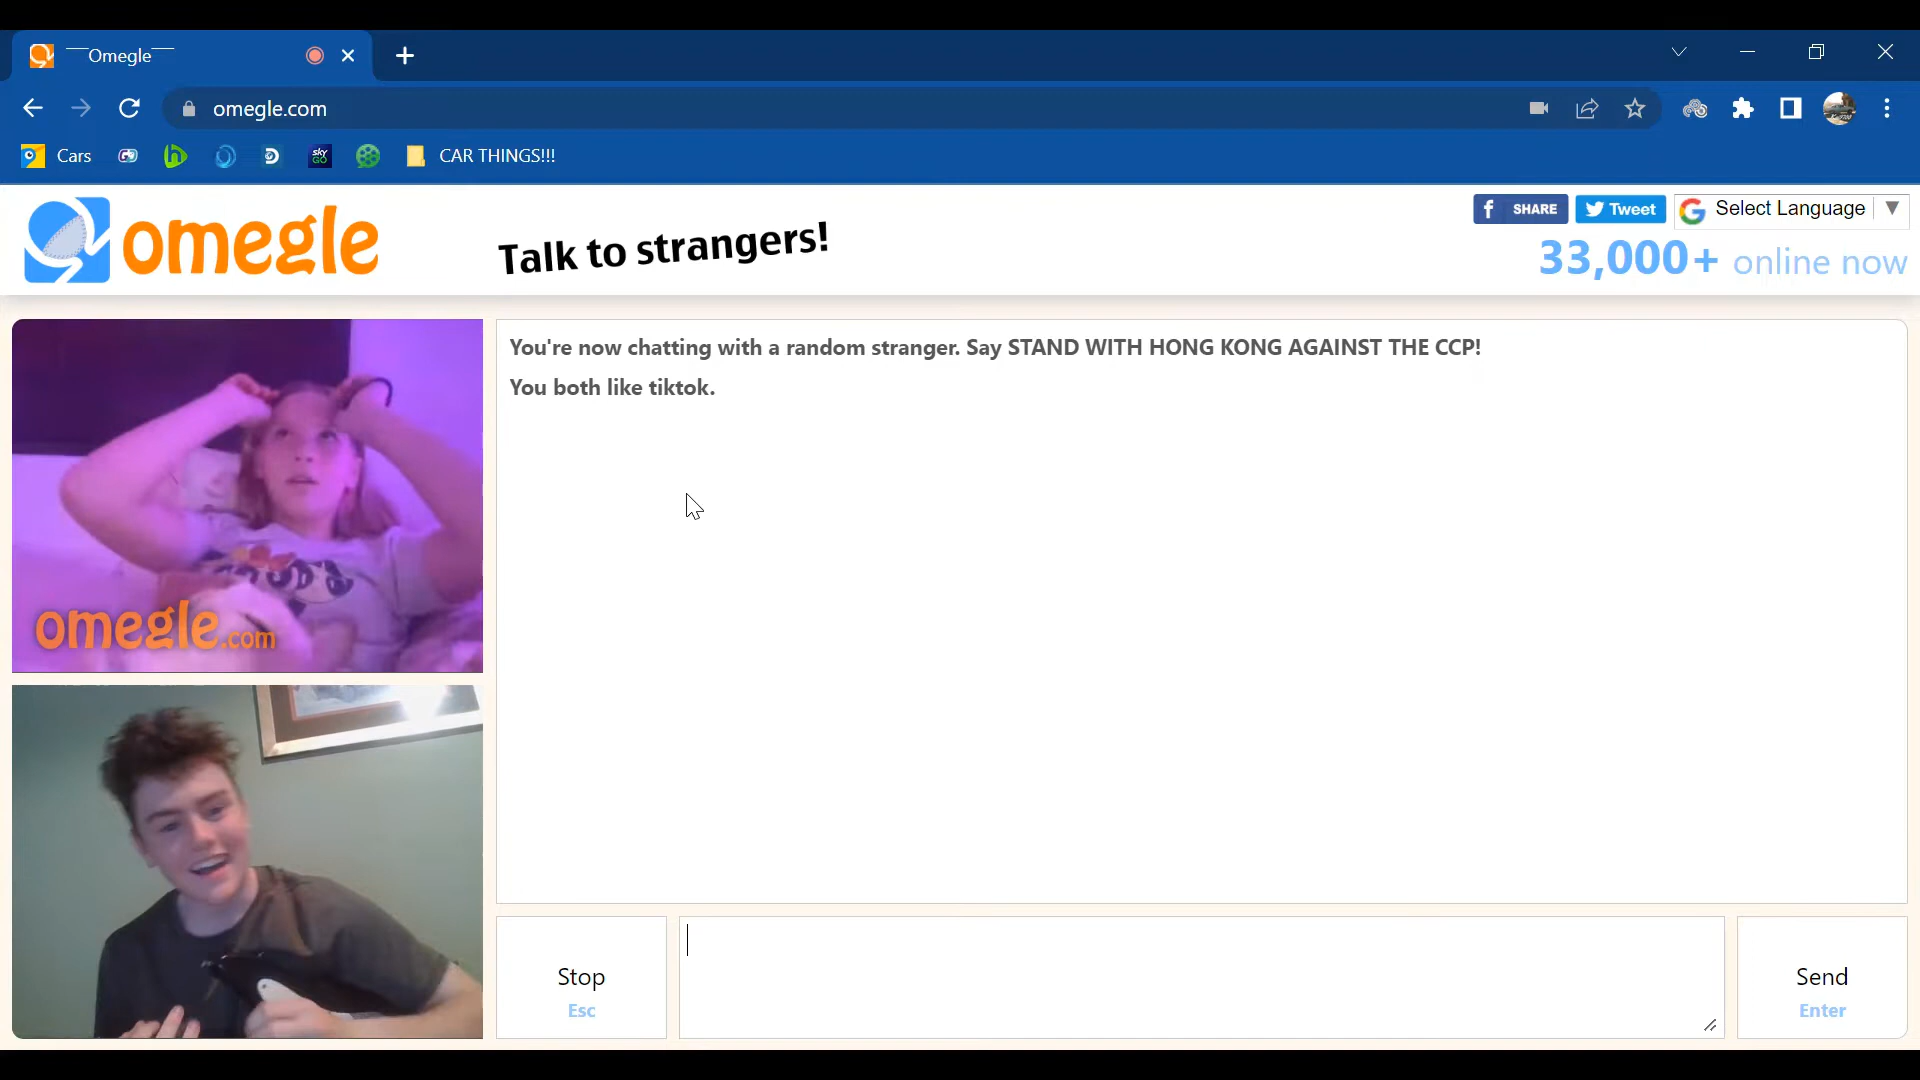 Omegle
omegle.com
Cars
sky
GO
CAR THINGS!!!
omegle
Talk to strangers!
f SHARE
Tweet
Select Language
33,000+ online now
You're now chatting with a random stranger. Say STAND WITH HONG KONG AGAINST THE CCP!
You both like tiktok.
omegle.com
Stop
Esc
Send
Enter